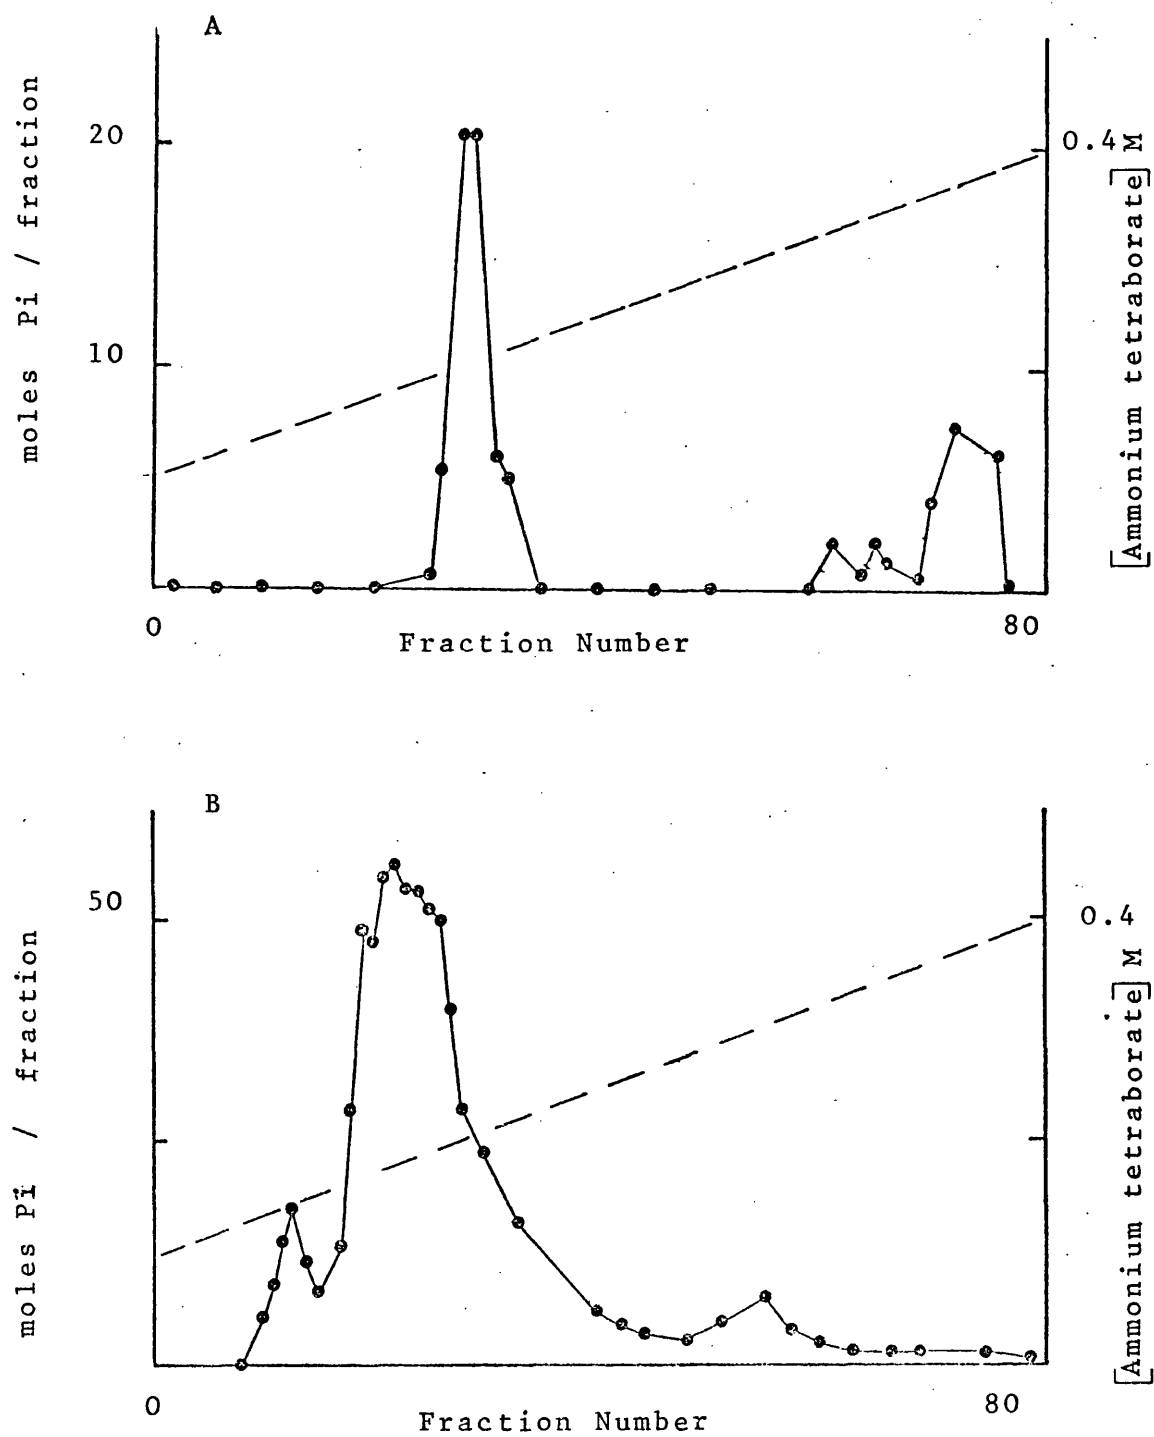 A
moles Pi / fraction
20
10
0.4
[Ammonium tetraborate] M
0
80
Fraction Number
B
moles Pi / fraction
50
0.4
[Ammonium tetraborate] M
0
80
Fraction Number